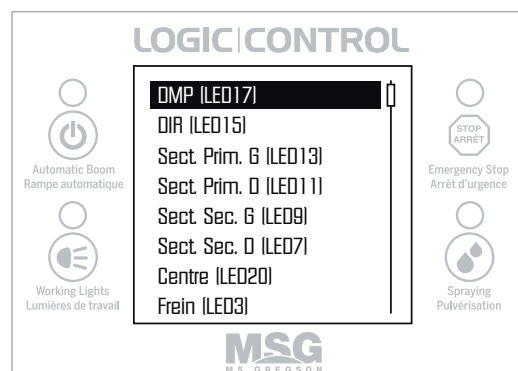 LOGIC|CONTROL
Automatic Boom
Rampe automatique
Working Lights
Lumières de travail
DMP (LED17)
DIR (LED15)
Sect. Prim. G (LED13)
Sect. Prim. D (LED11)
Sect. Sec. G (LED9)
Sect. Sec. D (LED7)
Centre (LED20)
Frein (LED3)
STOP
ARRÊT
Emergency Stop
Arrêt d'urgence
Spraying
Pulvérisation
MSG
MS GREGSON